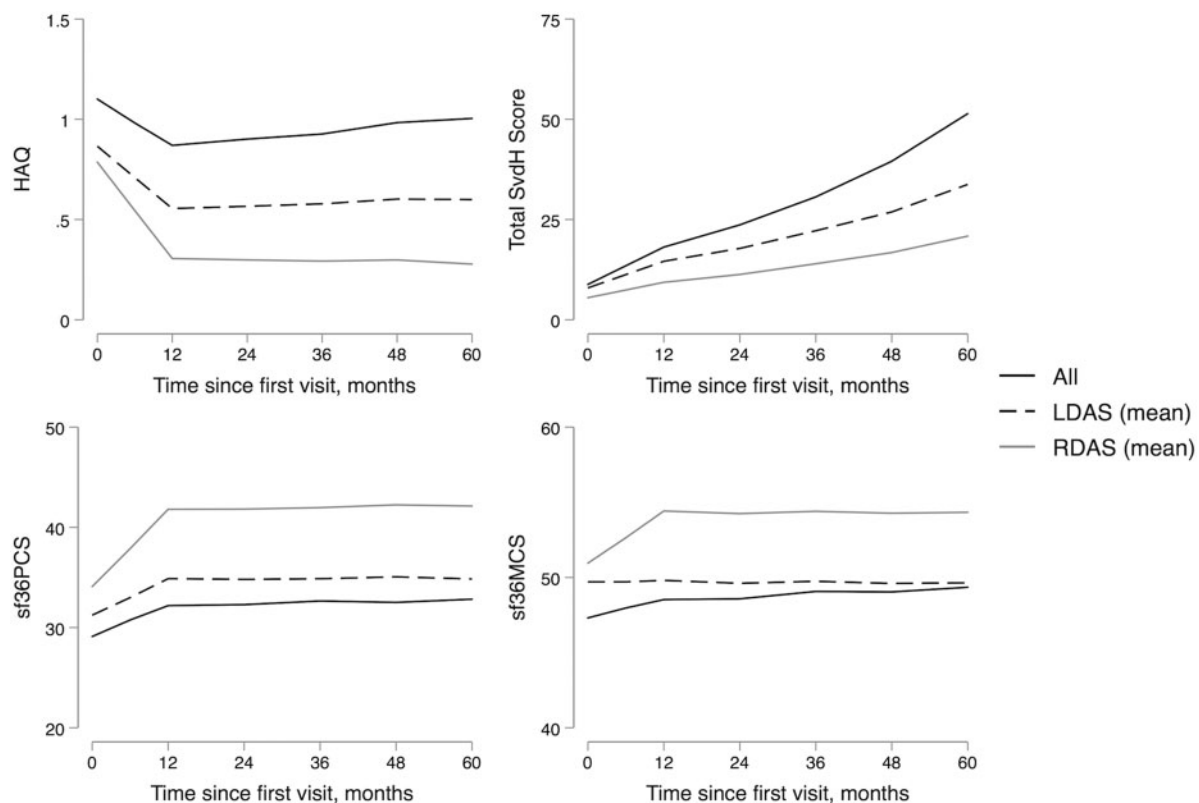 1.5
1
.5
0
HAQ
0 12 24 36 48 60
Time since first visit, months
75
50
25
0
Total SvdH Score
0 12 24 36 48 60
Time since first visit, months
All
LDAS (mean)
RDAS (mean)
50
40
30
20
sf36PCS
0 12 24 36 48 60
Time since first visit, months
60
50
40
sf36MCS
0 12 24 36 48 60
Time since first visit, months